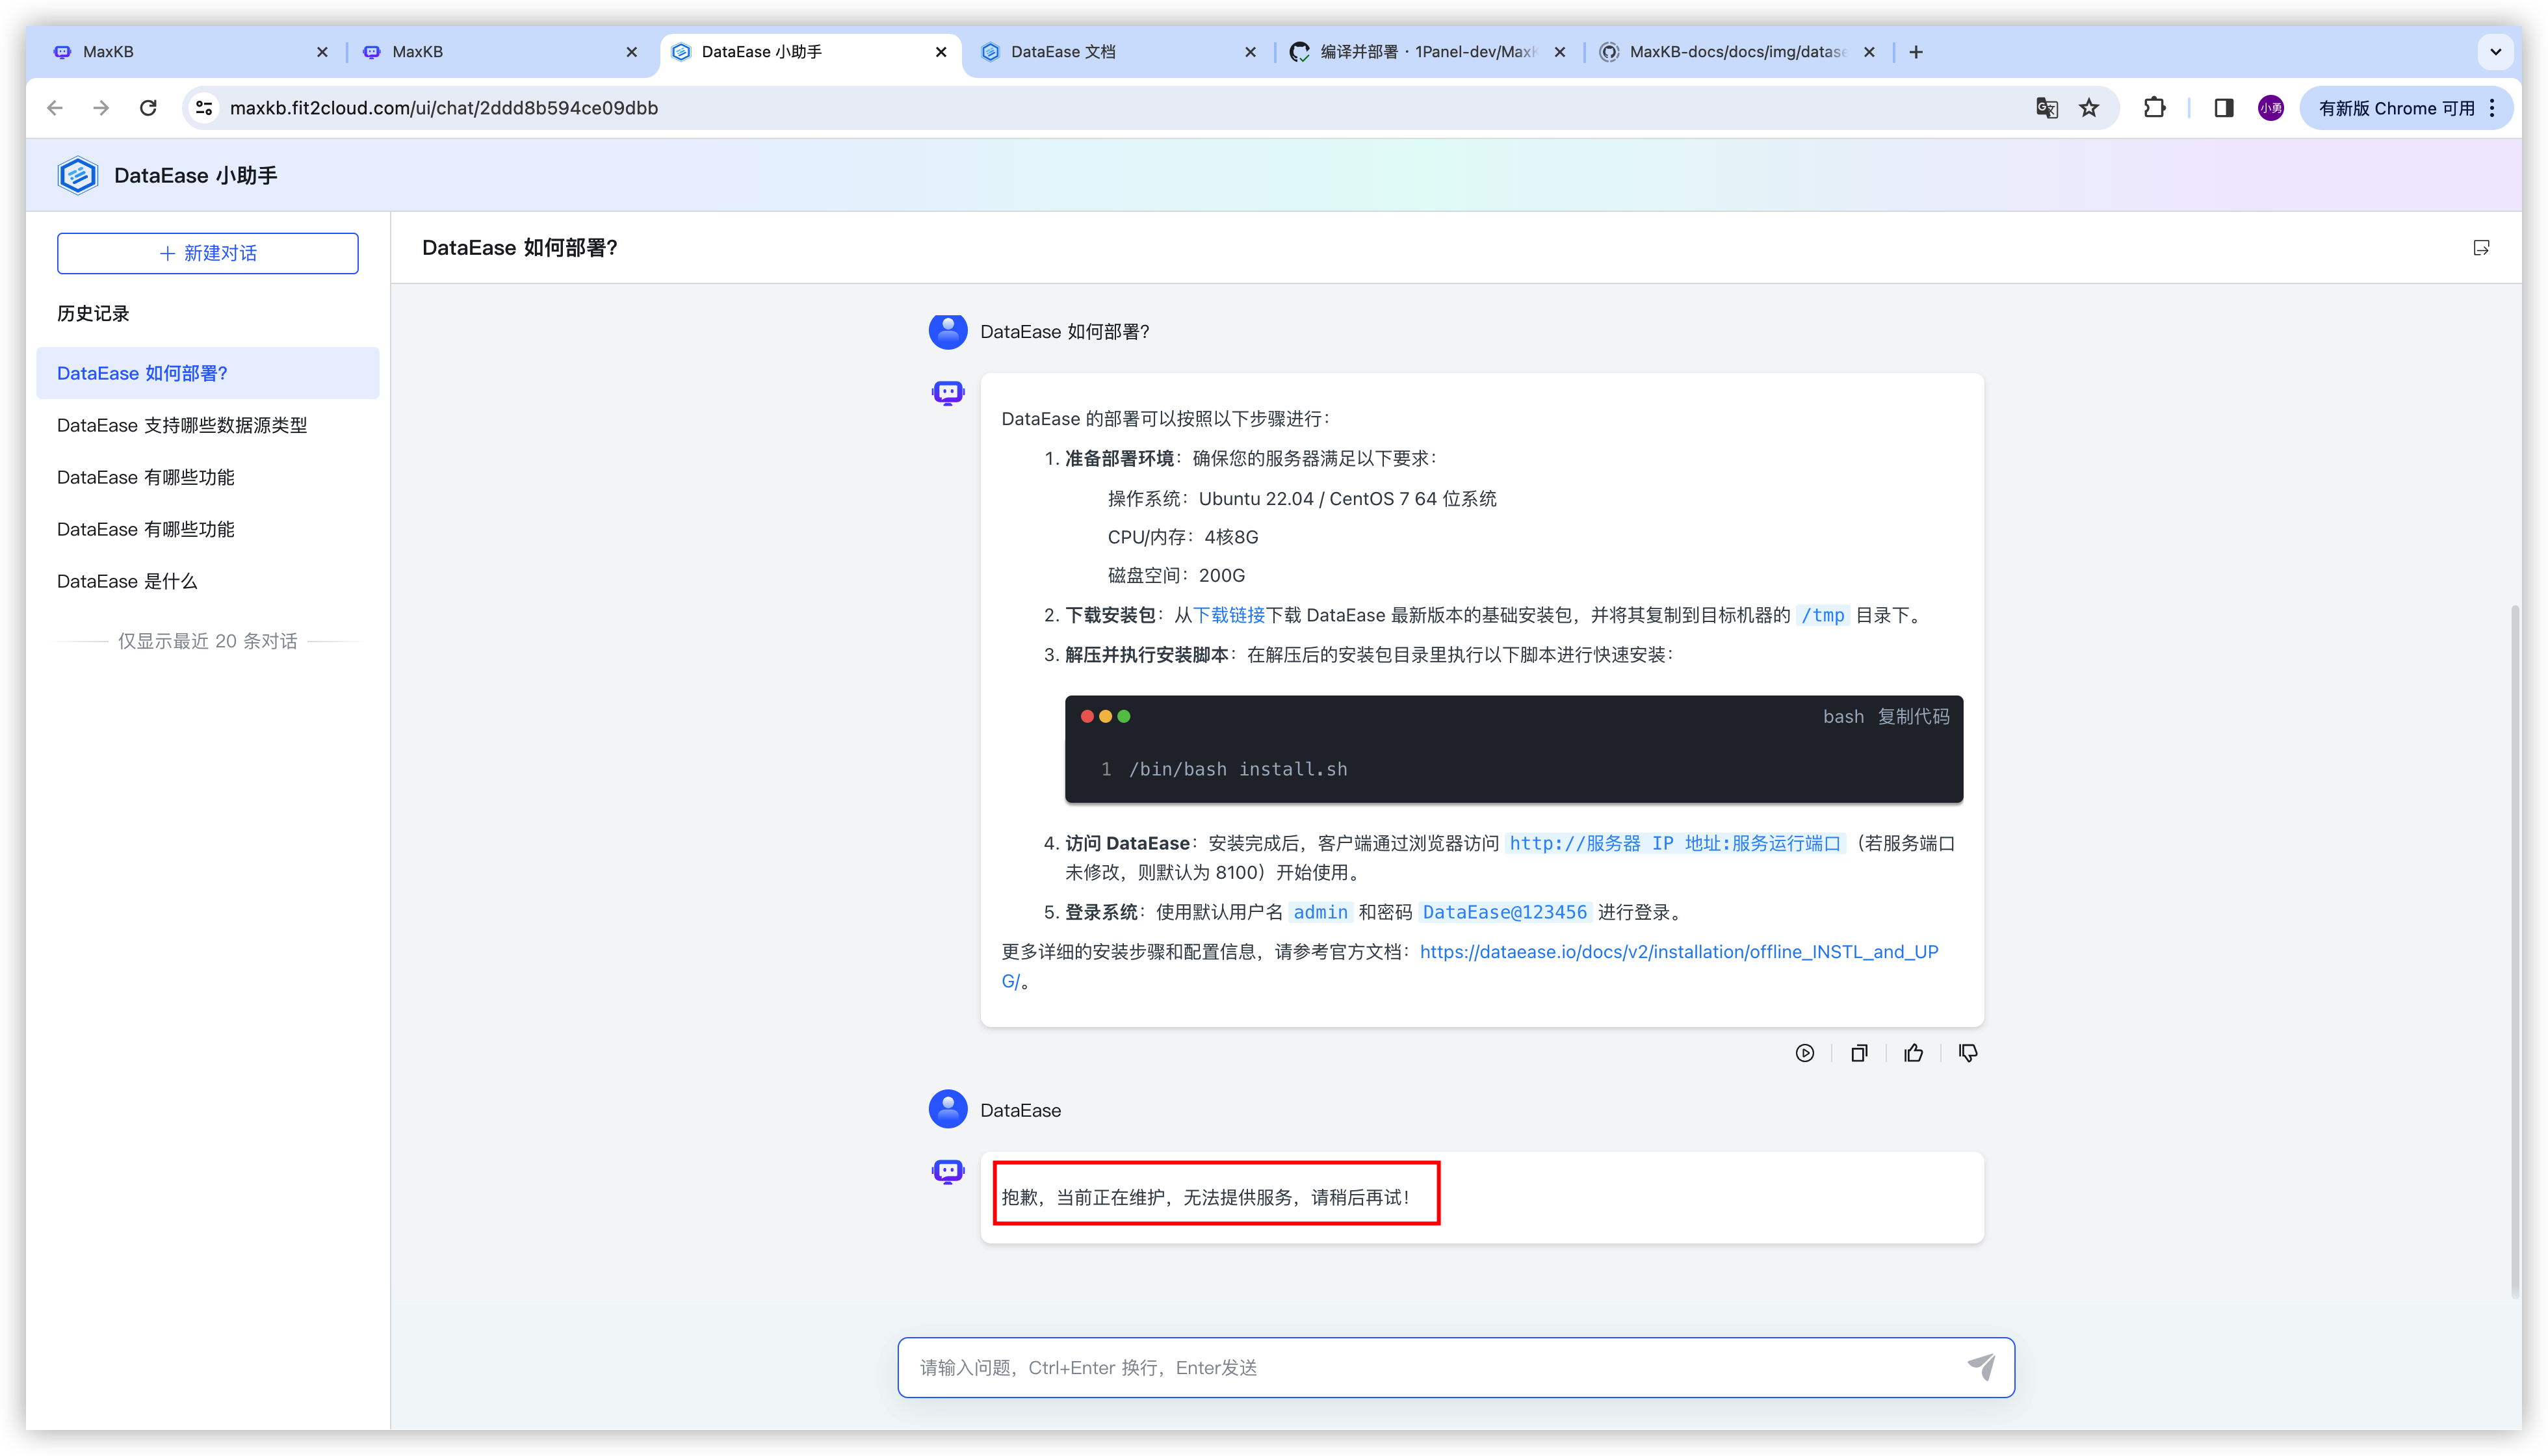 MaxKB
MaxKB
DataEase 小助手
DataEase 文档
编译并部署 · 1Panel-dev/MaxK
MaxKB-docs/docs/img/datase
maxkb.fit2cloud.com/ui/chat/2ddd8b594ce09dbb
小勇
有新版 Chrome 可用
DataEase 小助手
+ 新建对话
历史记录
DataEase 如何部署？
DataEase 支持哪些数据源类型
DataEase 有哪些功能
DataEase 有哪些功能
DataEase 是什么
仅显示最近 20 条对话
DataEase 如何部署？
DataEase 如何部署？
DataEase 的部署可以按照以下步骤进行：
1. 准备部署环境：确保您的服务器满足以下要求：
操作系统：Ubuntu 22.04 / CentOS 7 64 位系统
CPU/内存：4核8G
磁盘空间：200G
2. 下载安装包：从下载链接下载 DataEase 最新版本的基础安装包，并将其复制到目标机器的 /tmp 目录下。
3. 解压并执行安装脚本：在解压后的安装包目录里执行以下脚本进行快速安装：
bash 复制代码
1 /bin/bash install.sh
4. 访问 DataEase：安装完成后，客户端通过浏览器访问 http://服务器 IP 地址:服务运行端口（若服务端口
未修改，则默认为 8100）开始使用。
5. 登录系统：使用默认用户名 admin 和密码 DataEase@123456 进行登录。
更多详细的安装步骤和配置信息，请参考官方文档：https://dataease.io/docs/v2/installation/offline_INSTL_and_UP
G/。
DataEase
抱歉，当前正在维护，无法提供服务，请稍后再试！
请输入问题，Ctrl+Enter 换行，Enter发送